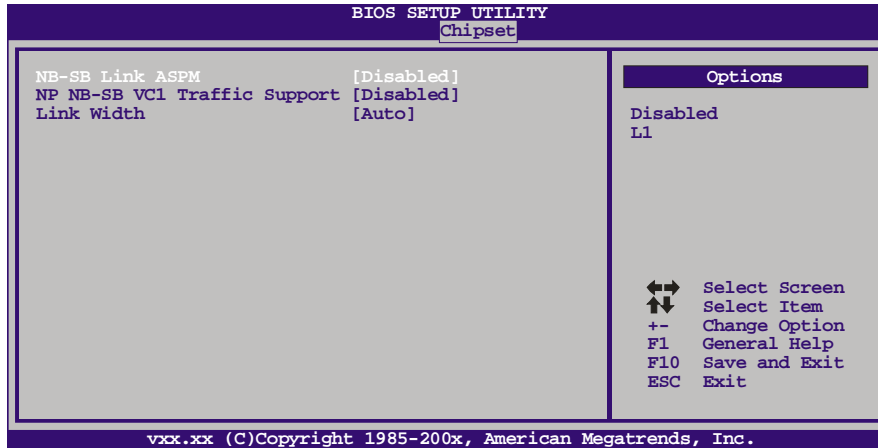 BIOS SETUP UTILITY
Chipset
NB-SB Link ASPM [Disabled]
NP NB-SB VC1 Traffic Support [Disabled]
Link Width [Auto]
Options
Disabled
L1
Select Screen
Select Item
+- Change Option
F1 General Help
F10 Save and Exit
ESC Exit
vxx.xx (C)Copyright 1985-200x, American Megatrends, Inc.